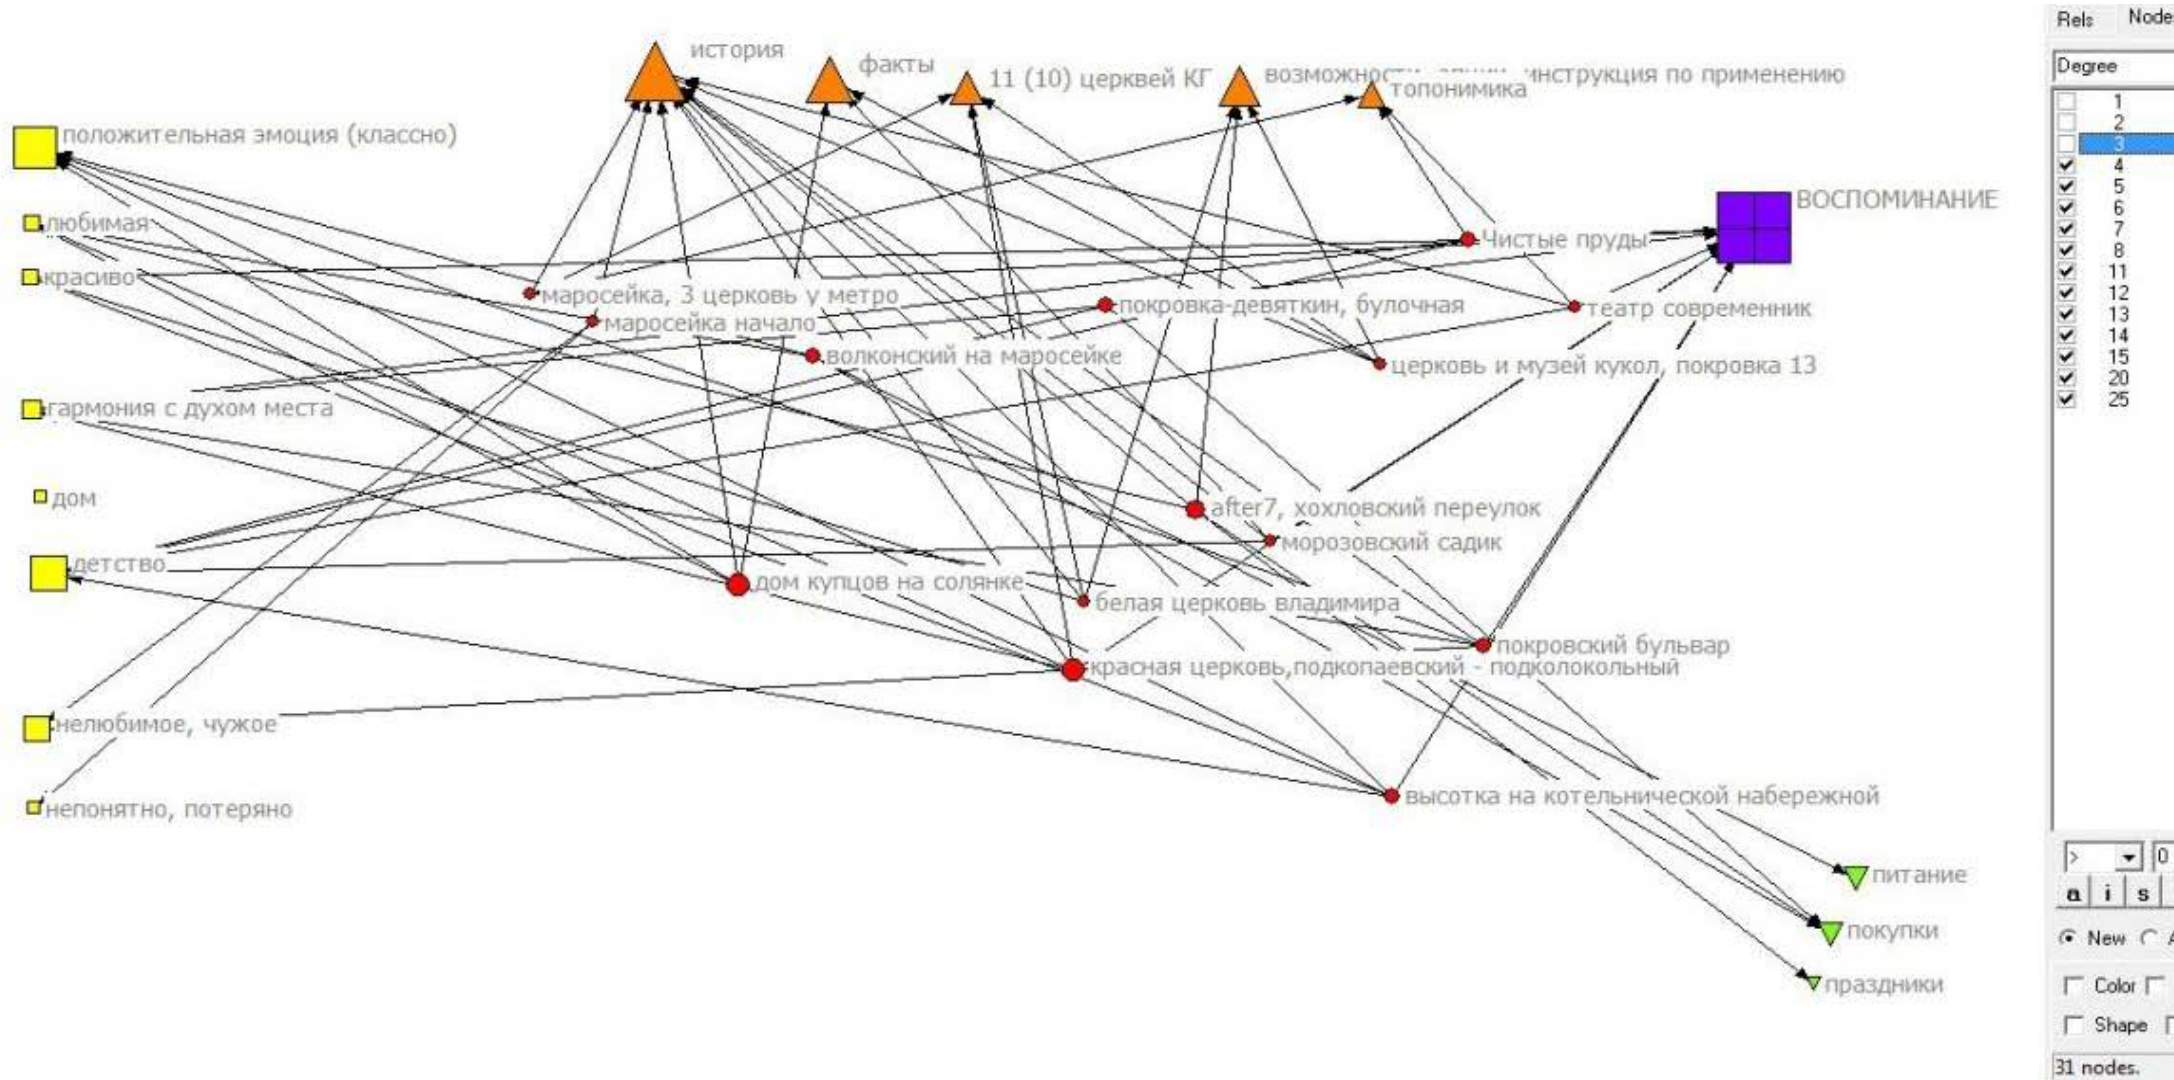 история
факты
11 (10) церквей КГ
возможности инструкция по применению
топонимика
положительная эмоция (классно)
любимая
красиво
ВОСПОМИНАНИЕ
Чистые пруды
маросейка, 3 церковь у метро
маросейка начало
покровка-девяткин, булочная
театр современник
волконский на маросейке
церковь и музей кукол, покровка 13
гармония с духом места
дом
after7, хохловский переулок
морозовский садик
детство
дом купцов на солянке
белая церковь владимира
покровский бульвар
красная церковь,подкопаевский - подколокольный
нелюбимое, чужое
непонятно, потеряно
высотка на котельнической набережной
питание
покупки
праздники
Rels Node
Degree
1
2
3
4
5
6
7
8
11
12
13
14
15
20
25
> 0
a i s
New
Color
Shape
31 nodes.